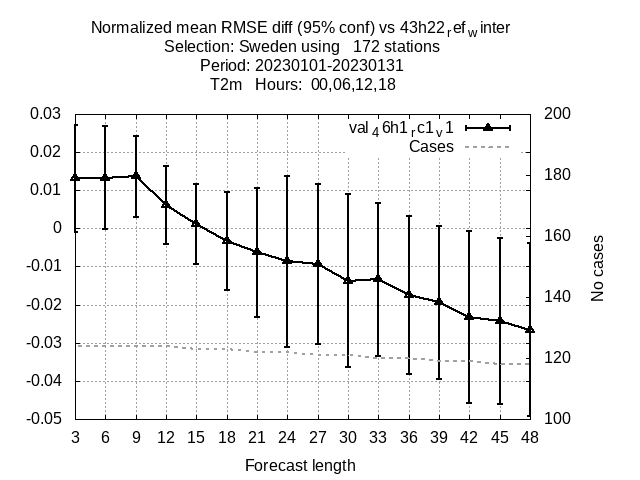 Normalized mean RMSE diff (95% conf) vs 43h22refwinter
Selection: Sweden using 172 stations
Period: 20230101-20230131
T2m Hours: 00,06,12,18
0.03
0.02
0.01
0
-0.01
-0.02
-0.03
-0.04
-0.05
val46h1rc1v1
Cases
200
180
160
140
120
100
No cases
3 6 9 12 15 18 21 24 27 30 33 36 39 42 45 48
Forecast length